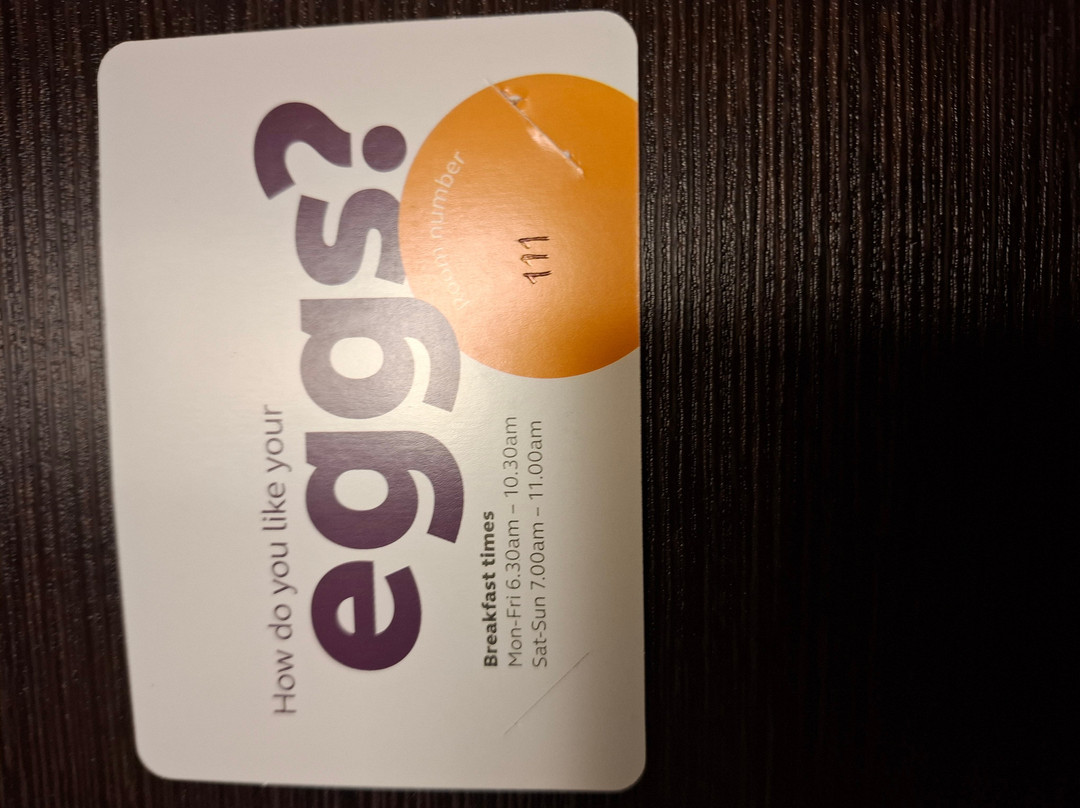 How do you like your
eggs?
Room number
111
Breakfast times
Mon-Fri 6.30am – 10.30am
Sat-Sun 7.00am – 11.00am